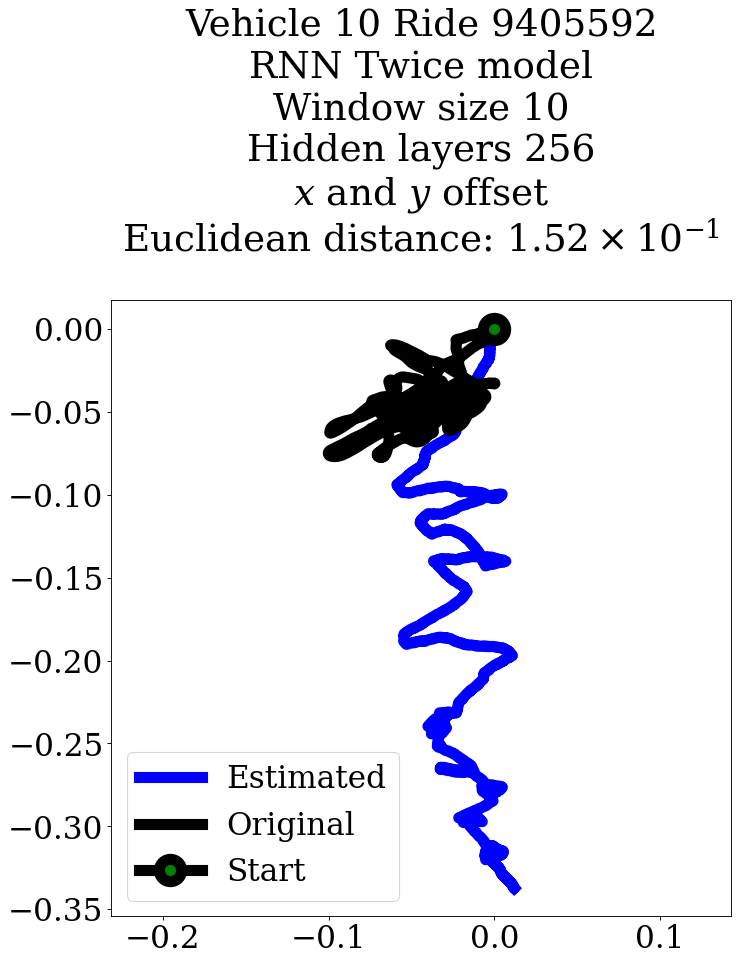 Vehicle 10 Ride 9405592
RNN Twice model
Window size 10
Hidden layers 256
x and y offset
Euclidean distance: 1.52 × 10⁻¹
0.00
−0.05
−0.10
−0.15
−0.20
−0.25
−0.30
−0.35
Estimated
Original
Start
−0.2
−0.1
0.0
0.1